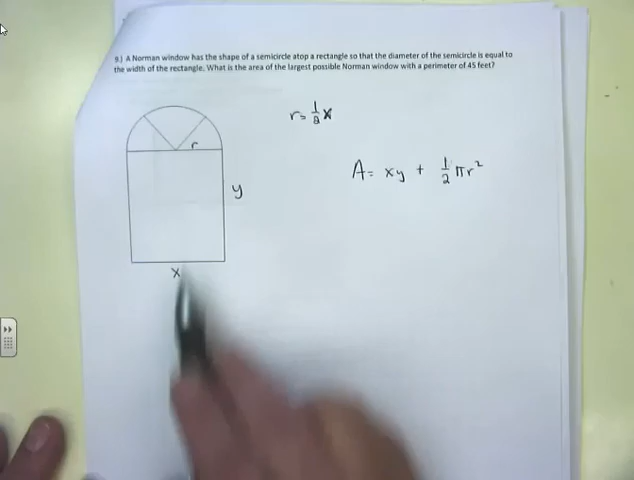 9.) A Norman window has the shape of a semicircle atop a rectangle so that the diameter of the semicircle is equal to
the width of the rectangle. What is the area of the largest possible Norman window with a perimeter of 45 feet?
r = 1/2 x
A = xy + 1/2 πr²
r
y
x